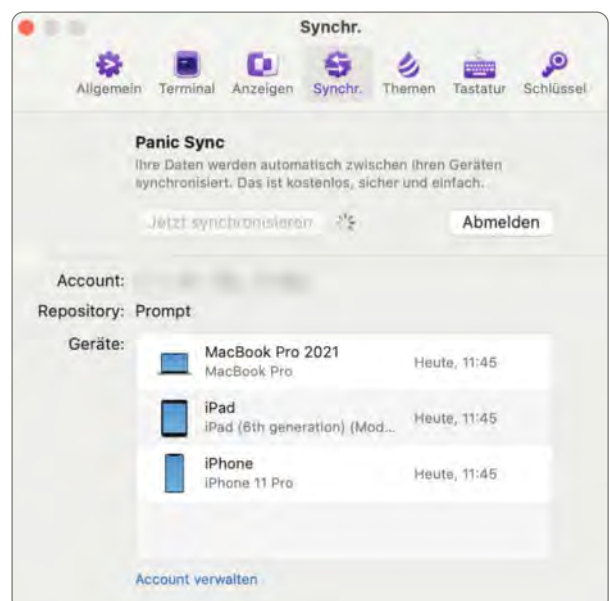 Synchr.
Allgemein Terminal Anzeigen Synchr. Themen Tastatur Schlüssel
Panic Sync
Ihre Daten werden automatisch zwischen Ihren Geräten
synchronisiert. Das ist kostenlos, sicher und einfach.
Jetzt synchronisieren Abmelden
Account:
Repository: Prompt
Geräte:
MacBook Pro 2021 Heute, 11:45
MacBook Pro
iPad Heute, 11:45
iPad (6th generation) (Mod...
iPhone Heute, 11:45
iPhone 11 Pro
Account verwalten